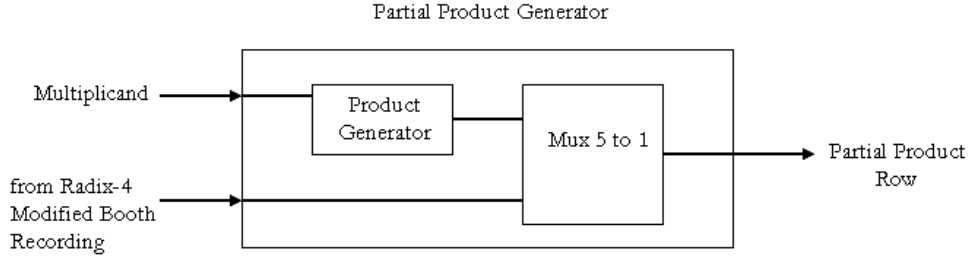 Partial Product Generator
Multiplicand
Product
Generator
Mux 5 to 1
Partial Product
Row
from Radix-4
Modified Booth
Recording